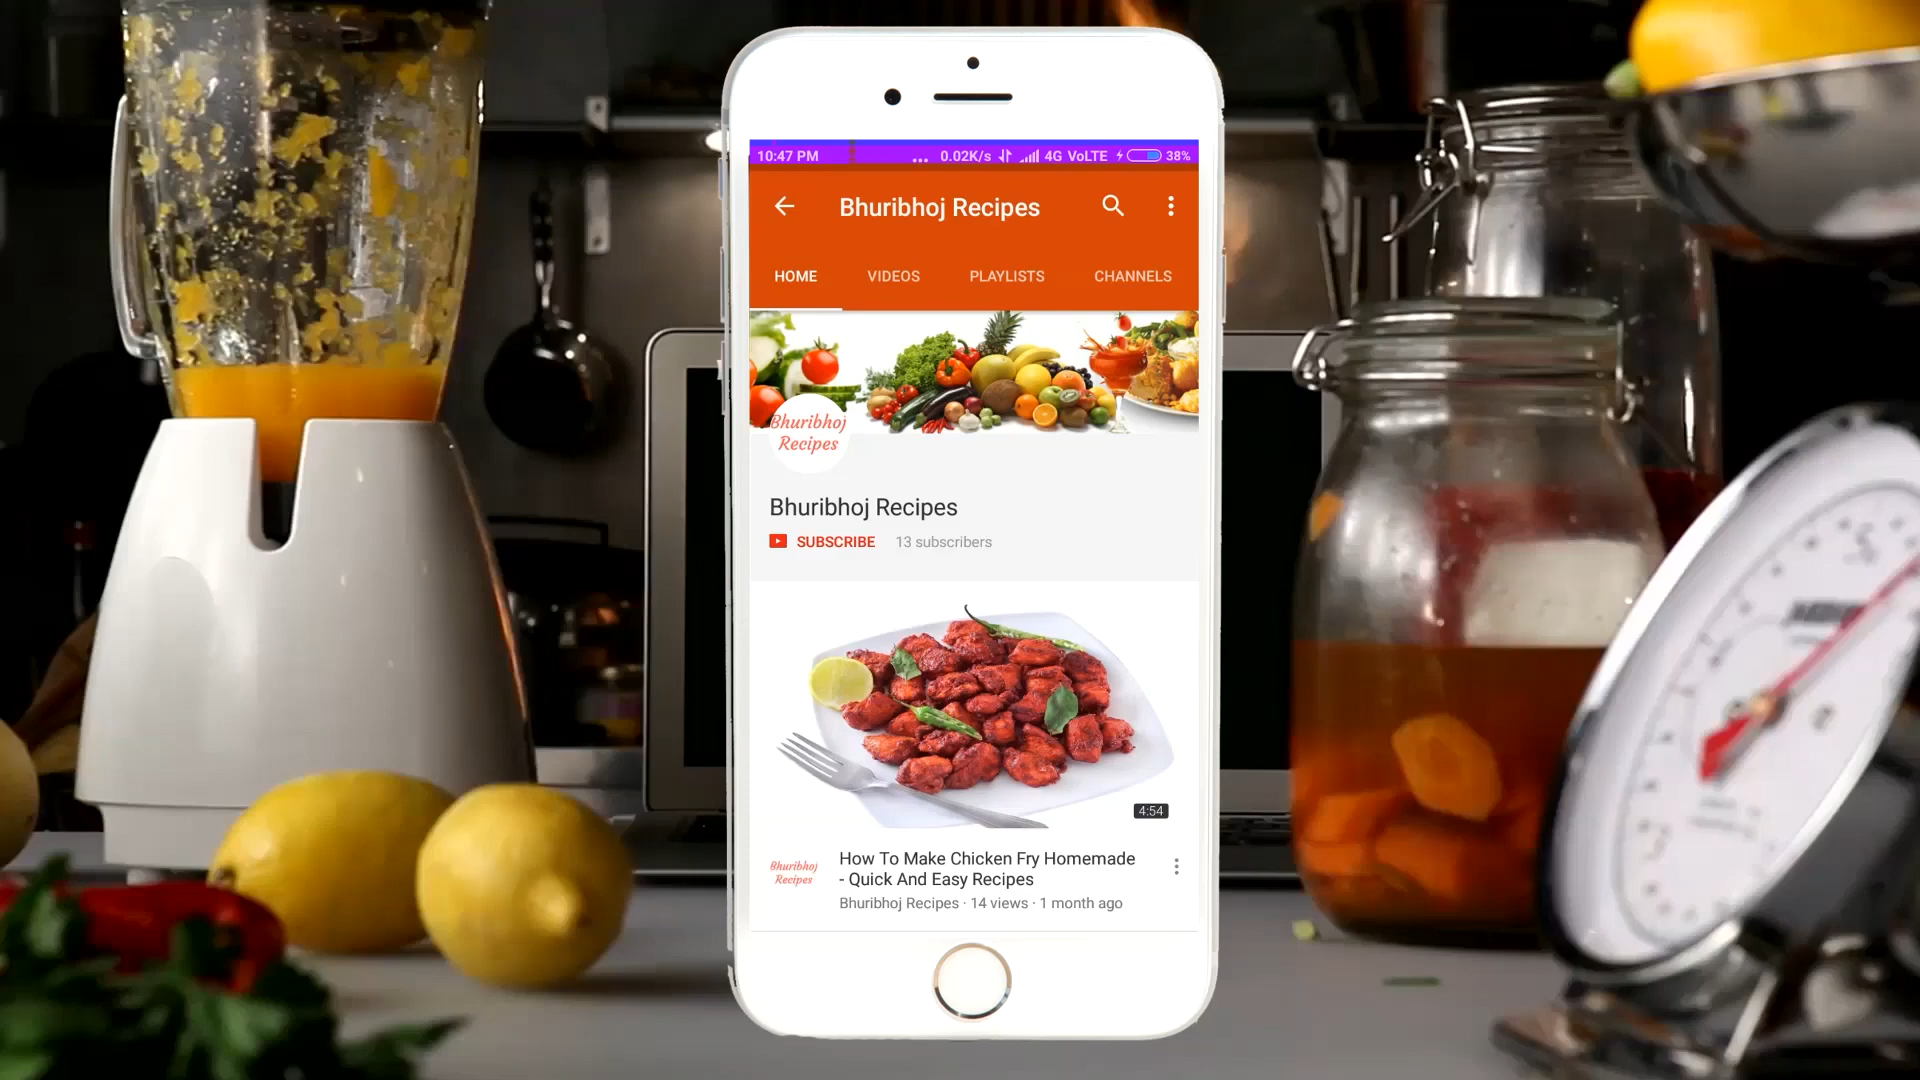 10:47 PM ... 0.02K/s 4G VoLTE 38%
Bhuribhoj Recipes
HOME VIDEOS PLAYLISTS CHANNELS
Bhuribhoj
Recipes
Bhuribhoj Recipes
SUBSCRIBE 13 subscribers
4:54
Bhuribhoj
Recipes
How To Make Chicken Fry Homemade
- Quick And Easy Recipes
Bhuribhoj Recipes · 14 views · 1 month ago